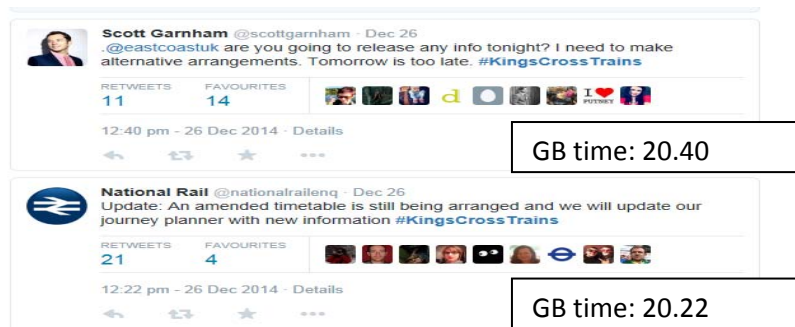 Scott Garnham @scottgarnham · Dec 26
.@eastcoastuk are you going to release any info tonight? I need to make
alternative arrangements. Tomorrow is too late. #KingsCrossTrains
RETWEETS FAVOURITES
11 14
d I ❤ PUTNEY
12:40 pm - 26 Dec 2014 · Details
GB time: 20.40
National Rail @nationalrailenq · Dec 26
Update: An amended timetable is still being arranged and we will update our
journey planner with new information #KingsCrossTrains
RETWEETS FAVOURITES
21 4
12:22 pm - 26 Dec 2014 · Details
GB time: 20.22